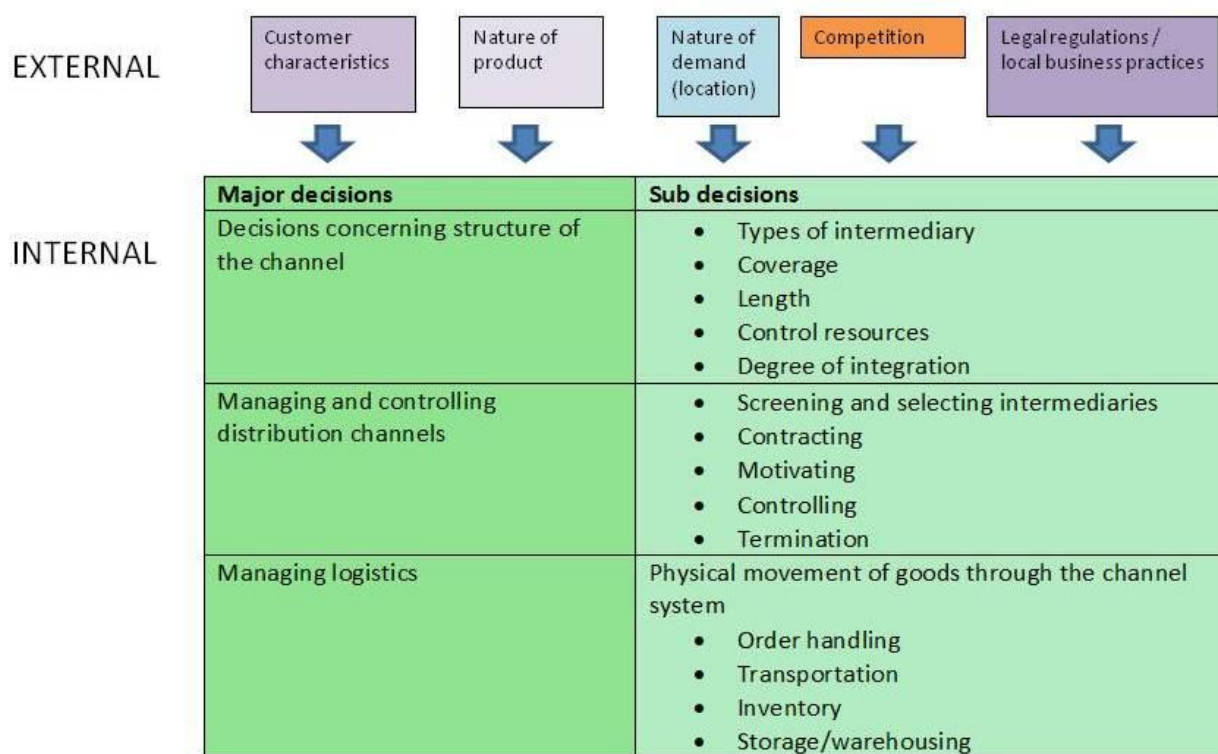 EXTERNAL
Customer
characteristics
Nature of
product
Nature of
demand
(location)
Competition
Legal regulations /
local business practices
INTERNAL
Major decisions
Sub decisions
Decisions concerning structure of
the channel
• Types of intermediary
• Coverage
• Length
• Control resources
• Degree of integration
Managing and controlling
distribution channels
• Screening and selecting intermediaries
• Contracting
• Motivating
• Controlling
• Termination
Managing logistics
Physical movement of goods through the channel
system
• Order handling
• Transportation
• Inventory
• Storage/warehousing